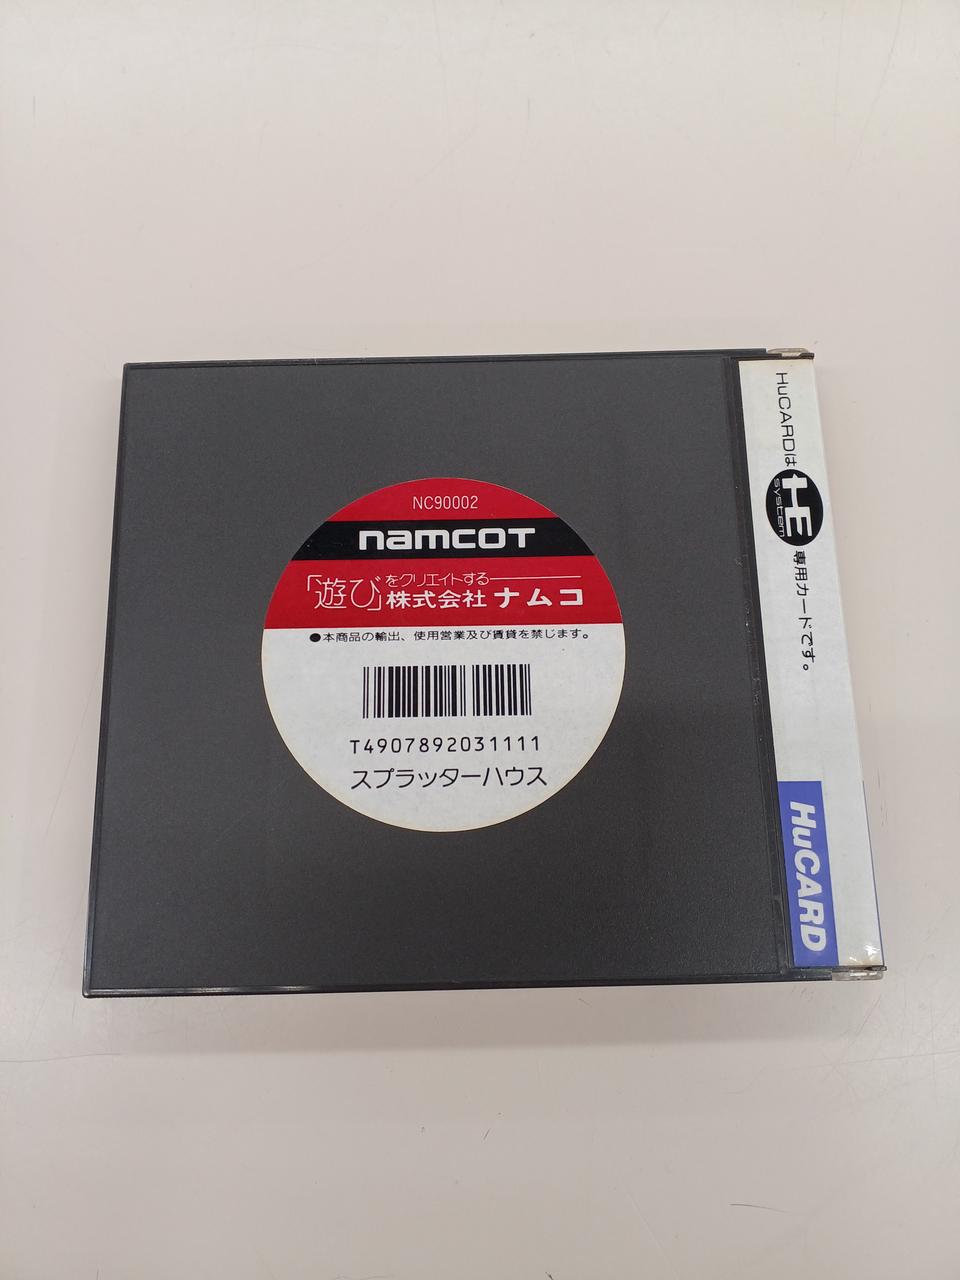 NC90002
namcoT
「遊び」をクリエイトする
株式会社ナムコ
●本商品の輸出、使用営業及び賃貸を禁じます。
T4907892031111
スプラッターハウス
HuCARDは HE system 専用カードです。
HuCARD